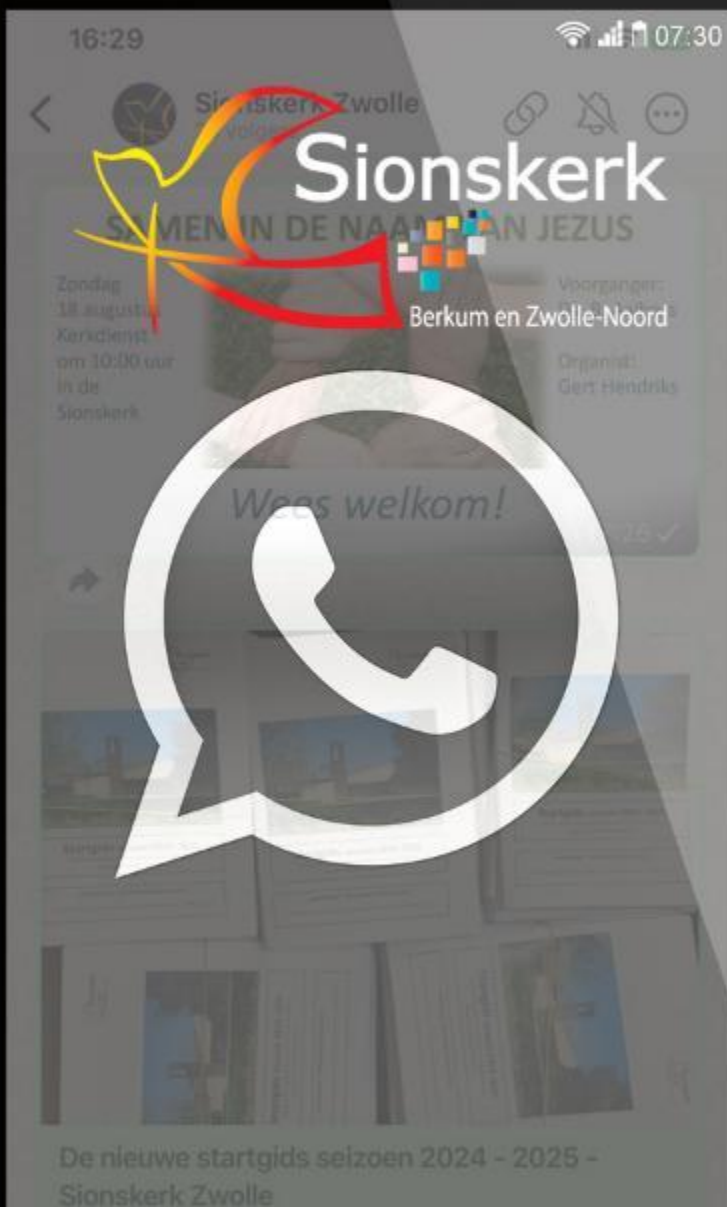 16:29
07:30
Sionskerk Zwolle
Sionskerk
Berkum en Zwolle-Noord
SAMEN IN DE NAAM VAN JEZUS
Zondag
18 augustus
Kerkdienst
om 10:00 uur
in de
Sionskerk
Voorganger:
Organist:
Gert Hendriks
Wees welkom!
De nieuwe startgids seizoen 2024 - 2025 -
Sionskerk Zwolle